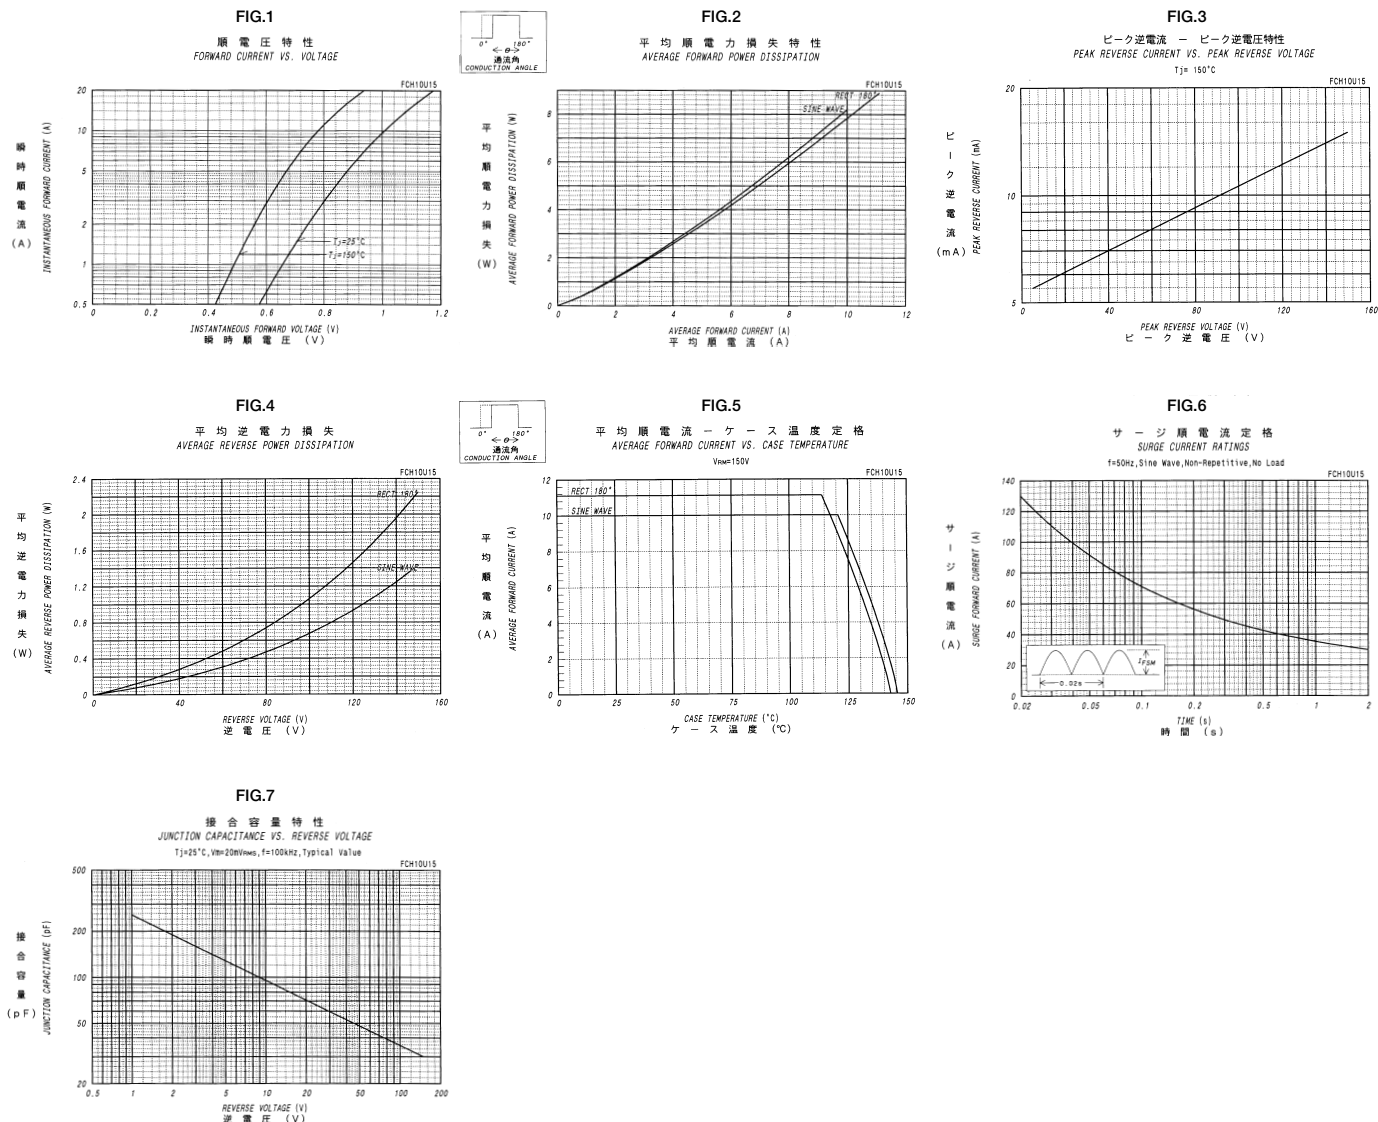 FIG.1
順電圧特性
FORWARD CURRENT VS. VOLTAGE
FCH10U15
瞬時順電流 (A)
INSTANTANEOUS FORWARD CURRENT (A)
20
10
5
2
1
0.5
Tj=25°C
Tj=150°C
0 0.2 0.4 0.6 0.8 1 1.2
INSTANTANEOUS FORWARD VOLTAGE (V)
瞬時順電圧 (V)
0° 180°
θ
通流角
CONDUCTION ANGLE
FIG.2
平均順電力損失特性
AVERAGE FORWARD POWER DISSIPATION
FCH10U15
平均順電力損失 (W)
AVERAGE FORWARD POWER DISSIPATION (W)
RECT 180°
SINE WAVE
8
6
4
2
0
0 2 4 6 8 10 12
AVERAGE FORWARD CURRENT (A)
平均順電流 (A)
FIG.3
ピーク逆電流 − ピーク逆電圧特性
PEAK REVERSE CURRENT VS. PEAK REVERSE VOLTAGE
Tj= 150°C
FCH10U15
ピーク逆電流 (mA)
PEAK REVERSE CURRENT (mA)
20
10
5
0 40 80 120 160
PEAK REVERSE VOLTAGE (V)
ピーク逆電圧 (V)
FIG.4
平均逆電力損失
AVERAGE REVERSE POWER DISSIPATION
FCH10U15
平均逆電力損失 (W)
AVERAGE REVERSE POWER DISSIPATION (W)
2.4
RECT 180°
2
1.6
SINE WAVE
1.2
0.8
0.4
0
0 40 80 120 160
REVERSE VOLTAGE (V)
逆電圧 (V)
0° 180°
θ
通流角
CONDUCTION ANGLE
FIG.5
平均順電流−ケース温度定格
AVERAGE FORWARD CURRENT VS. CASE TEMPERATURE
VRM=150V
FCH10U15
平均順電流 (A)
AVERAGE FORWARD CURRENT (A)
12
RECT 180°
SINE WAVE
10
8
6
4
2
0
0 25 50 75 100 125 150
CASE TEMPERATURE (°C)
ケース温度 (℃)
FIG.6
サージ順電流定格
SURGE CURRENT RATINGS
f=50Hz,Sine Wave,Non-Repetitive,No Load
FCH10U15
サージ順電流 (A)
SURGE FORWARD CURRENT (A)
140
120
100
80
60
40
20
0
IFSM
0.02s
0.02 0.05 0.1 0.2 0.5 1 2
TIME (s)
時間 (s)
FIG.7
接合容量特性
JUNCTION CAPACITANCE VS. REVERSE VOLTAGE
Tj=25°C,Vm=20mVRMS,f=100kHz,Typical Value
FCH10U15
接合容量 (pF)
JUNCTION CAPACITANCE (pF)
500
200
100
50
20
0.5 1 2 5 10 20 50 100 200
REVERSE VOLTAGE (V)
逆電圧 (V)